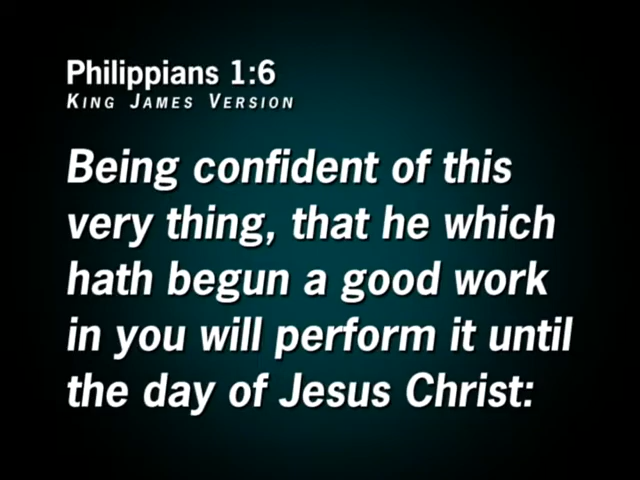 Philippians 1:6
KING JAMES VERSION
Being confident of this
very thing, that he which
hath begun a good work
in you will perform it until
the day of Jesus Christ: